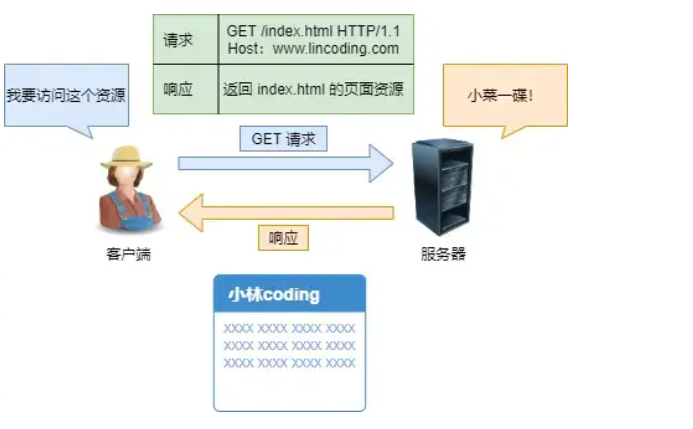 请求
GET /index.html HTTP/1.1
Host：www.lincoding.com
响应
返回 index.html 的页面资源
我要访问这个资源
小菜一碟！
GET 请求
响应
客户端
服务器
小林coding
XXXX XXXX XXXX XXXX
XXXX XXXX XXXX XXXX
XXXX XXXX XXXX XXXX